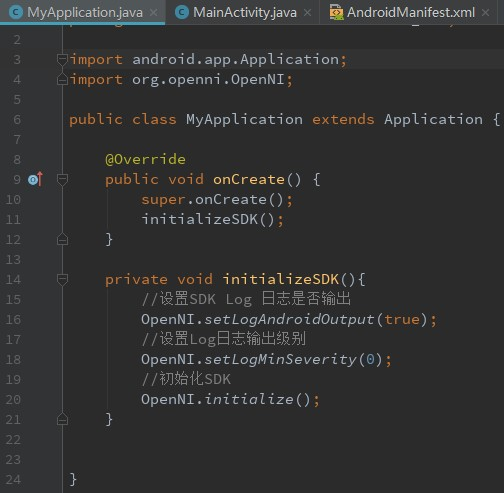 MyApplication.java × MainActivity.java × AndroidManifest.xml ×
2
3 import android.app.Application;
4 import org.openni.OpenNI;
5
6 public class MyApplication extends Application {
7
8 @Override
9 public void onCreate() {
10 super.onCreate();
11 initializeSDK();
12 }
13
14 private void initializeSDK(){
15 //设置SDK Log 日志是否输出
16 OpenNI.setLogAndroidOutput(true);
17 //设置Log日志输出级别
18 OpenNI.setLogMinSeverity(0);
19 //初始化SDK
20 OpenNI.initialize();
21 }
22
23
24 }